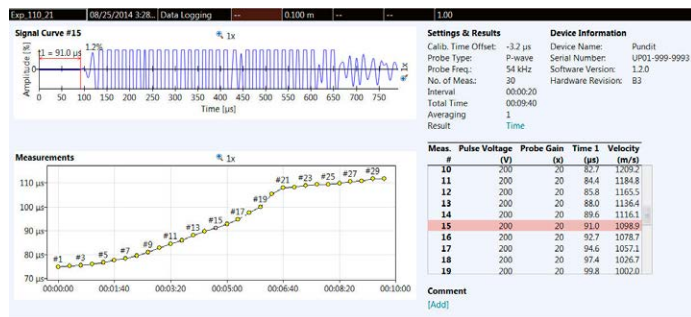 Exp_110_21 08/25/2014 3:28... Data Logging -- 0.100 m -- -- 1.00
Signal Curve #15 1x
t1 = 91.0 µs 1.2%
Amplitude [%]
0
1x
0 50 100 150 200 250 300 350 400 450 500 550 600 650 700 750
Time [µs]
Measurements 1x
110 µs
100 µs
90 µs
80 µs
70 µs
#1 #3 #5 #7 #9 #11 #13 #15 #17 #19 #21 #23 #25 #27 #29
00:00:00 00:01:40 00:03:20 00:05:00 00:06:40 00:08:20 00:10:00
Settings & Results
Calib. Time Offset: -3.2 µs
Probe Type: P-wave
Probe Freq.: 54 kHz
No. of Meas.: 30
Interval 00:00:20
Total Time 00:09:40
Averaging 1
Result Time
Device Information
Device Name: Pundit
Serial Number: UP01-999-9993
Software Version: 1.2.0
Hardware Revision: B3
Meas. Pulse Voltage Probe Gain Time 1 Velocity
# (V) (x) (µs) (m/s)
10 200 20 82.7 1209.2
11 200 20 84.4 1184.8
12 200 20 85.8 1165.5
13 200 20 88.0 1136.4
14 200 20 89.6 1116.1
15 200 20 91.0 1098.9
16 200 20 92.7 1078.7
17 200 20 94.6 1057.1
18 200 20 97.4 1026.7
19 200 20 99.8 1002.0
Comment
[Add]